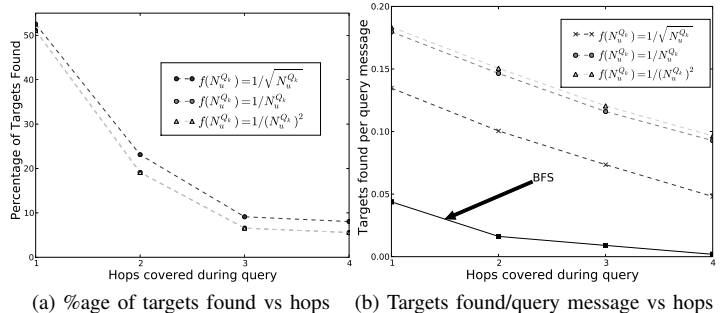 Percentage of Targets Found
50
40
30
20
10
0
1
2
3
4
Hops covered during query
f(N_u^{Q_k})=1/\sqrt{N_u^{Q_k}}
f(N_u^{Q_k})=1/N_u^{Q_k}
f(N_u^{Q_k})=1/(N_u^{Q_k})^2
(a) %age of targets found vs hops
Targets found per query message
0.20
0.15
0.10
0.05
0.00
1
2
3
4
Hops covered during query
f(N_u^{Q_k})=1/\sqrt{N_u^{Q_k}}
f(N_u^{Q_k})=1/N_u^{Q_k}
f(N_u^{Q_k})=1/(N_u^{Q_k})^2
BFS
(b) Targets found/query message vs hops